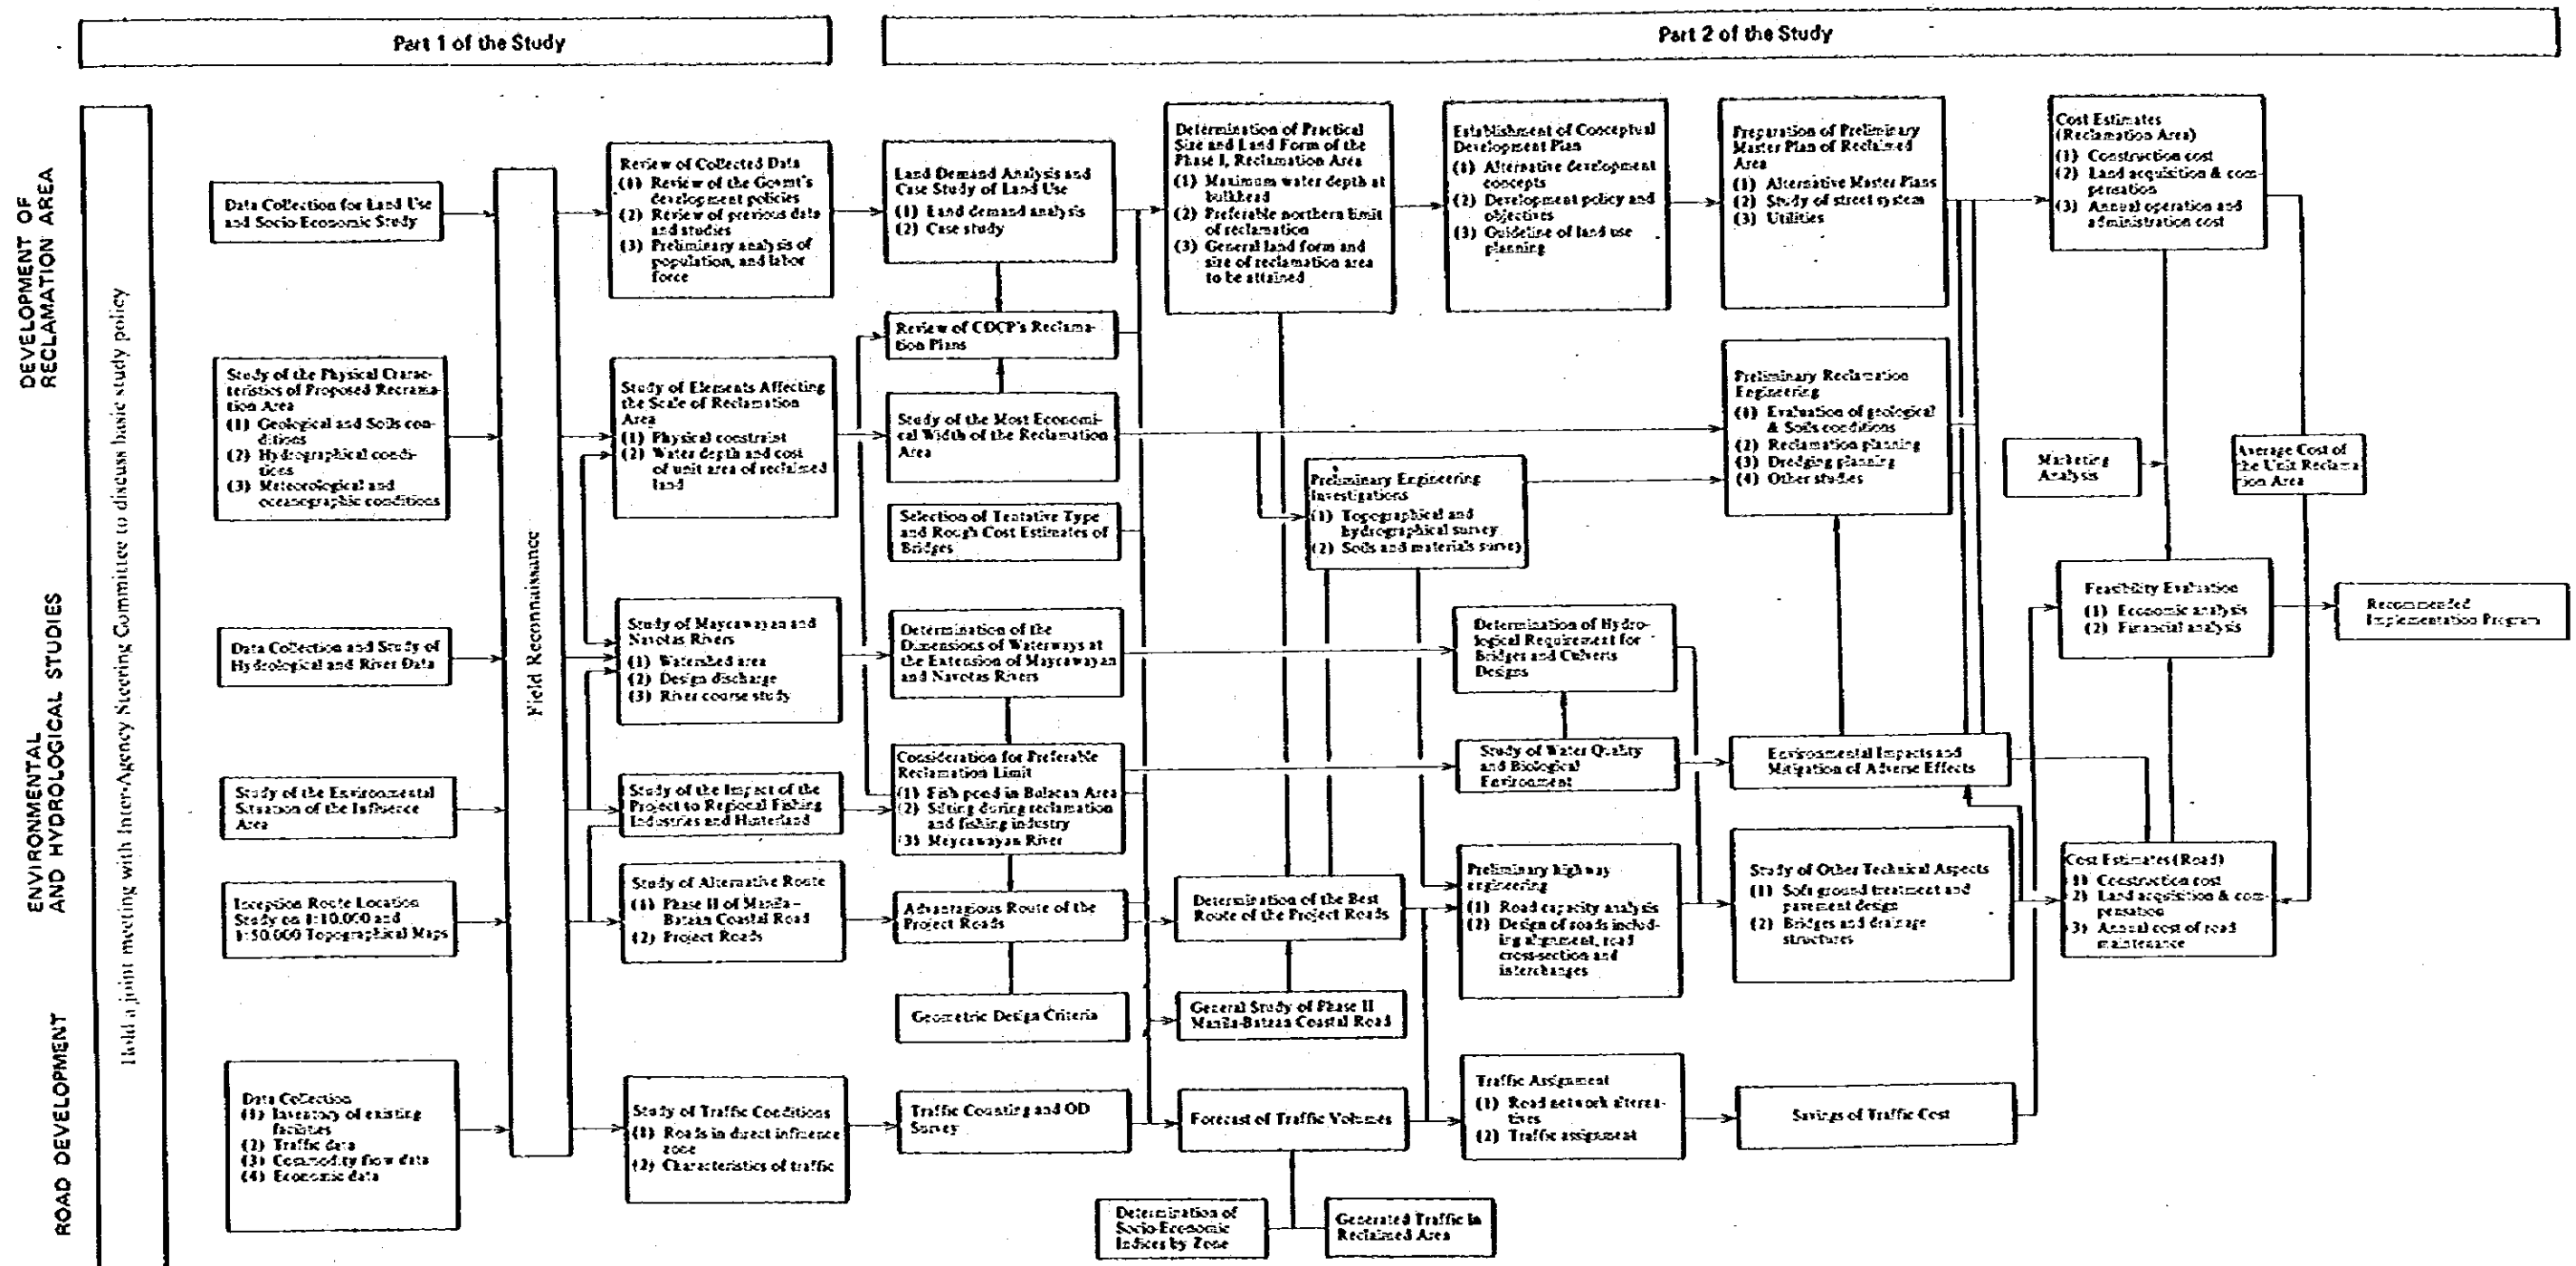 Part 1 of the Study
Part 2 of the Study
DEVELOPMENT OF
RECLAMATION AREA
ENVIRONMENTAL
AND HYDROLOGICAL STUDIES
ROAD DEVELOPMENT
Hold a joint meeting with Inter-Agency Steering Committee to discuss basic study policy
Data Collection for Land Use
and Socio-Economic Study
Study of the Physical Charac-
teristics of Proposed Recrama-
tion Area
(1) Geological and Soils con-
ditions
(2) Hydrographical condi-
tions
(3) Meteorological and
oceanographic conditions
Data Collection and Study of
Hydrological and River Data
Study of the Environmental
Situation of the Influence
Area
Inception Route Location
Study on 1:10,000 and
1:50,000 Topographical Maps
Data Collection
(1) Inventory of existing
facilities
(2) Traffic data
(3) Commodity flow data
(4) Economic data
Field Reconnaissance
Review of Collected Data
(1) Review of the Govmt's
development policies
(2) Review of previous data
and studies
(3) Preliminary analysis of
population, and labor
force
Study of Elements Affecting
the Scale of Reclamation
Area
(1) Physical constraint
(2) Water depth and cost
of unit area of reclaimed
land
Study of Maycawayan and
Navotas Rivers
(1) Watershed area
(2) Design discharge
(3) River course study
Study of the Impact of the
Project to Regional Fishing
Industries and Hinterland
Study of Alternative Route
(1) Phase II of Manila-
Bataan Coastal Road
(2) Project Roads
Study of Traffic Conditions
(1) Roads in direct influence
zone
(2) Characteristics of traffic
Land Demand Analysis and
Case Study of Land Use
(1) Land demand analysis
(2) Case study
Review of CDCP's Reclama-
tion Plans
Study of the Most Economi-
cal Width of the Reclamation
Area
Selection of Tentative Type
and Rough Cost Estimates of
Bridges
Determination of the
Dimensions of Waterways at
the Extension of Maycawayan
and Navotas Rivers
Consideration for Preferable
Reclamation Limit
(1) Fish pond in Bulacan Area
(2) Silting during reclamation
and fishing industry
(3) Meycawayan River
Advantagious Route of the
Project Roads
Geometric Design Criteria
Traffic Counting and OD
Survey
Determination of Practical
Size and Land Form of the
Phase I, Reclamation Area
(1) Maximum water depth at
bulkhead
(2) Preferable northern limit
of reclamation
(3) General land form and
size of reclamation area
to be attained
Preliminary Engineering
Investigations
(1) Topographical and
hydrographical survey
(2) Soils and materials survey
Determination of the Best
Route of the Project Roads
General Study of Phase II
Manila-Bataan Coastal Road
Forecast of Traffic Volumes
Determination of
Socio-Economic
Indices by Zone
Generated Traffic in
Reclaimed Area
Establishment of Conceptual
Development Plan
(1) Alternative development
concepts
(2) Development policy and
objectives
(3) Guideline of land use
planning
Determination of Hydro-
logical Requirement for
Bridges and Culverts
Designs
Study of Water Quality
and Biological
Environment
Preliminary highway
engineering
(1) Road capacity analysis
(2) Design of roads includ-
ing alignment, road
cross-section and
interchanges
Traffic Assignment
(1) Road network alterna-
tives
(2) Traffic assignment
Preparation of Preliminary
Master Plan of Reclaimed
Area
(1) Alternative Master Plans
(2) Study of street system
(3) Utilities
Preliminary Reclamation
Engineering
(1) Evaluation of geological
& Soils conditions
(2) Reclamation planning
(3) Dredging planning
(4) Other studies
Environmental Impacts and
Mitigation of Adverse Effects
Study of Other Technical Aspects
(1) Soft ground treatment and
pavement design
(2) Bridges and drainage
structures
Savings of Traffic Cost
Cost Estimates
(Reclamation Area)
(1) Construction cost
(2) Land acquisition & com-
pensation
(3) Annual operation and
administration cost
Marketing
Analysis
Average Cost of
the Unit Reclama-
tion Area
Feasibility Evaluation
(1) Economic analysis
(2) Financial analysis
Recommended
Implementation Program
Cost Estimates (Road)
(1) Construction cost
(2) Land acquisition & com-
pensation
(3) Annual cost of road
maintenance